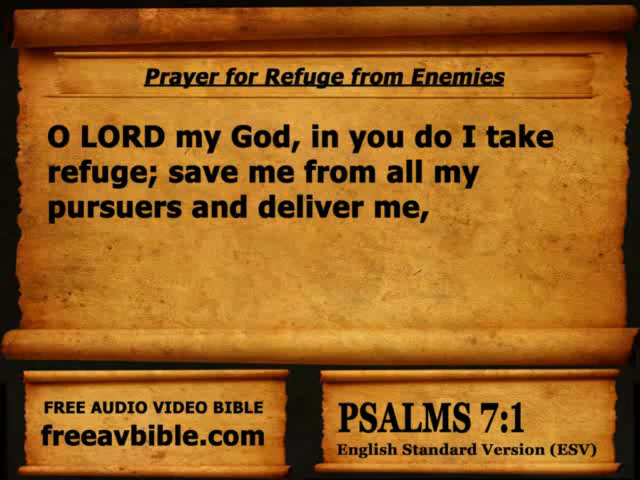 Prayer for Refuge from Enemies
O LORD my God, in you do I take
refuge; save me from all my
pursuers and deliver me,
FREE AUDIO VIDEO BIBLE
freeavbible.com
PSALMS 7:1
English Standard Version (ESV)